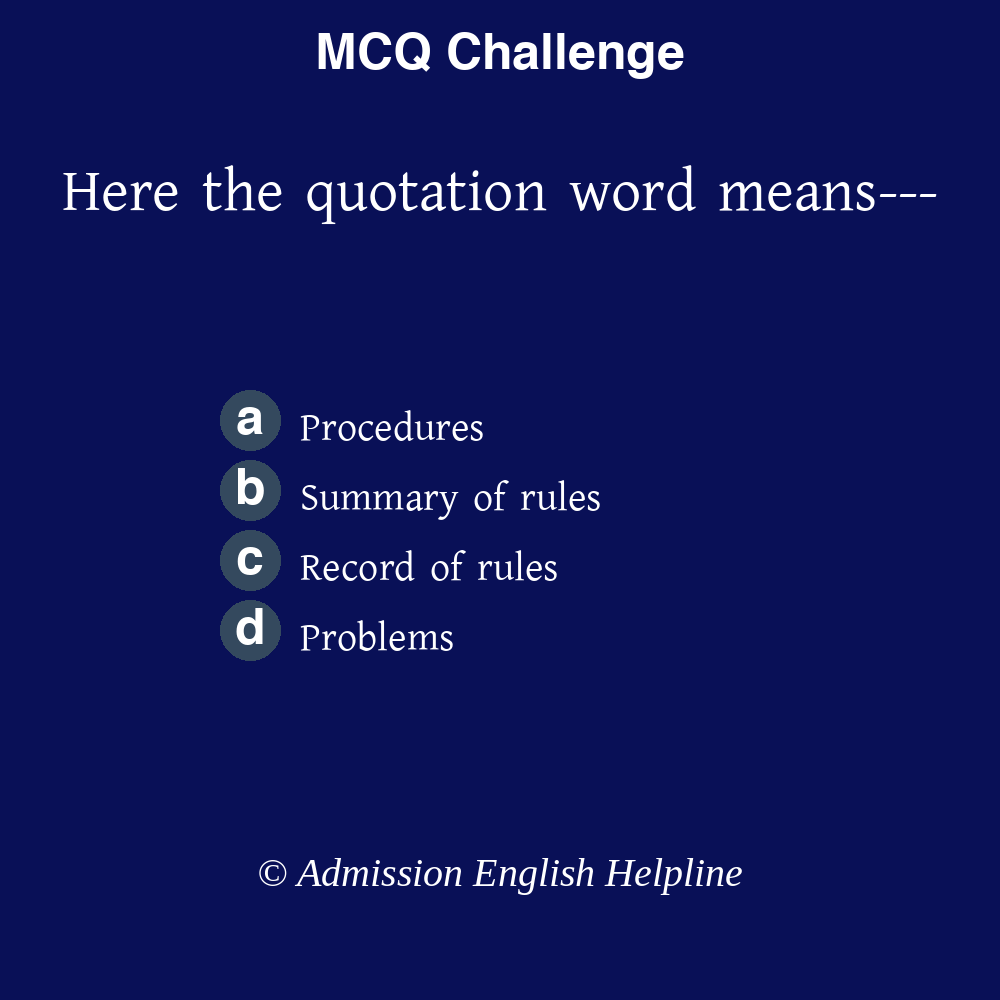 MCQ Challenge
Here the quotation word means---
a Procedures
b Summary of rules
c Record of rules
d Problems
© Admission English Helpline